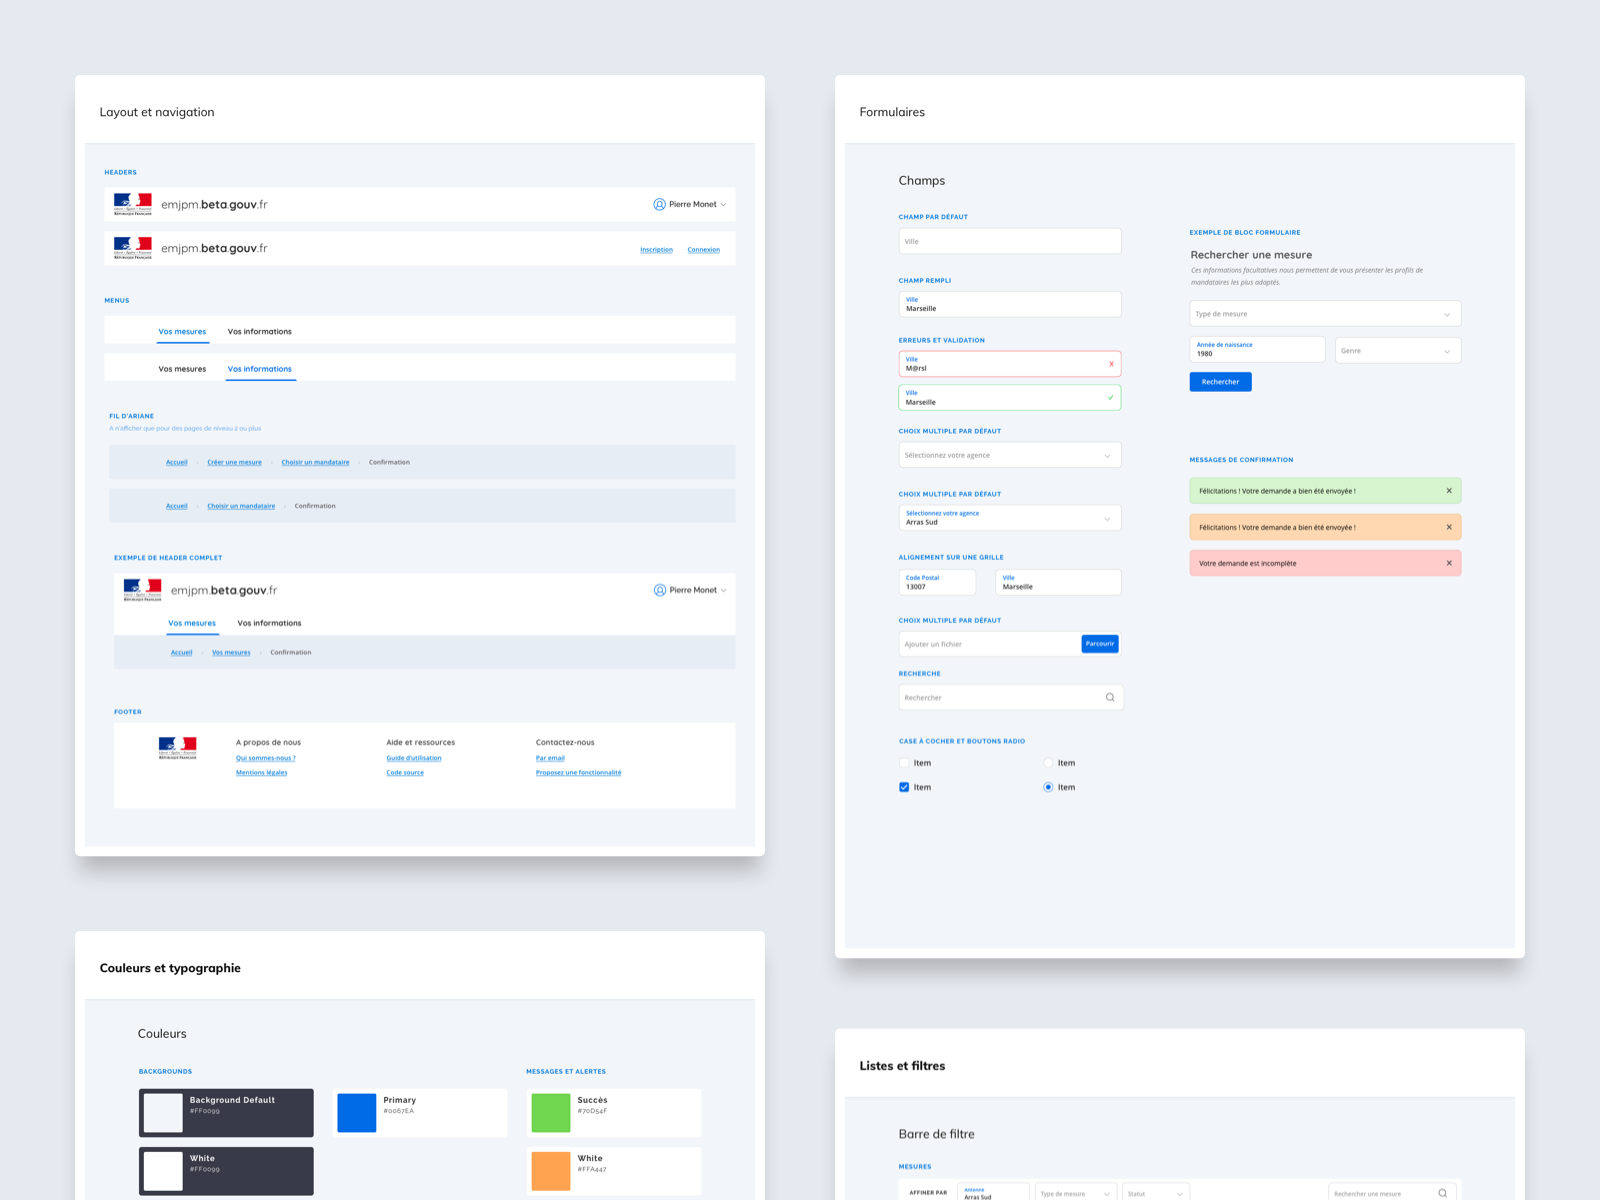 Layout et navigation
HEADERS
emjpm.beta.gouv.fr
Pierre Monet
emjpm.beta.gouv.fr
Inscription
Connexion
MENUS
Vos mesures
Vos informations
Vos mesures
Vos informations
FIL D'ARIANE
A n'afficher que pour des pages de niveau 2 ou plus
Accueil
Créer une mesure
Choisir un mandataire
Confirmation
Accueil
Choisir un mandataire
Confirmation
EXEMPLE DE HEADER COMPLET
emjpm.beta.gouv.fr
Pierre Monet
Vos mesures
Vos informations
Accueil
Vos mesures
Confirmation
FOOTER
A propos de nous
Qui sommes-nous ?
Mentions légales
Aide et ressources
Guide d'utilisation
Code source
Contactez-nous
Par email
Proposez une fonctionnalité
Formulaires
Champs
CHAMP PAR DÉFAUT
Ville
CHAMP REMPLI
Ville
Marseille
ERREURS ET VALIDATION
Ville
M@rsl
Ville
Marseille
CHOIX MULTIPLE PAR DÉFAUT
Sélectionnez votre agence
CHOIX MULTIPLE PAR DÉFAUT
Sélectionnez votre agence
Arras Sud
ALIGNEMENT SUR UNE GRILLE
Code Postal
13007
Ville
Marseille
CHOIX MULTIPLE PAR DÉFAUT
Ajouter un fichier
Parcourir
RECHERCHE
Rechercher
CASE À COCHER ET BOUTONS RADIO
Item
Item
Item
Item
EXEMPLE DE BLOC FORMULAIRE
Rechercher une mesure
Ces informations facultatives nous permettent de vous présenter les profils de
mandataires les plus adaptés.
Type de mesure
Année de naissance
1980
Genre
Rechercher
MESSAGES DE CONFIRMATION
Félicitations ! Votre demande a bien été envoyée !
Félicitations ! Votre demande a bien été envoyée !
Votre demande est incomplète
Couleurs et typographie
Couleurs
BACKGROUNDS
Background Default
#FF0099
White
#FF0099
Primary
#0067EA
MESSAGES ET ALERTES
Succès
#70D54F
White
#FFA447
Listes et filtres
Barre de filtre
MESURES
AFFINER PAR
Antenne
Arras Sud
Type de mesure
Statut
Rechercher une mesure